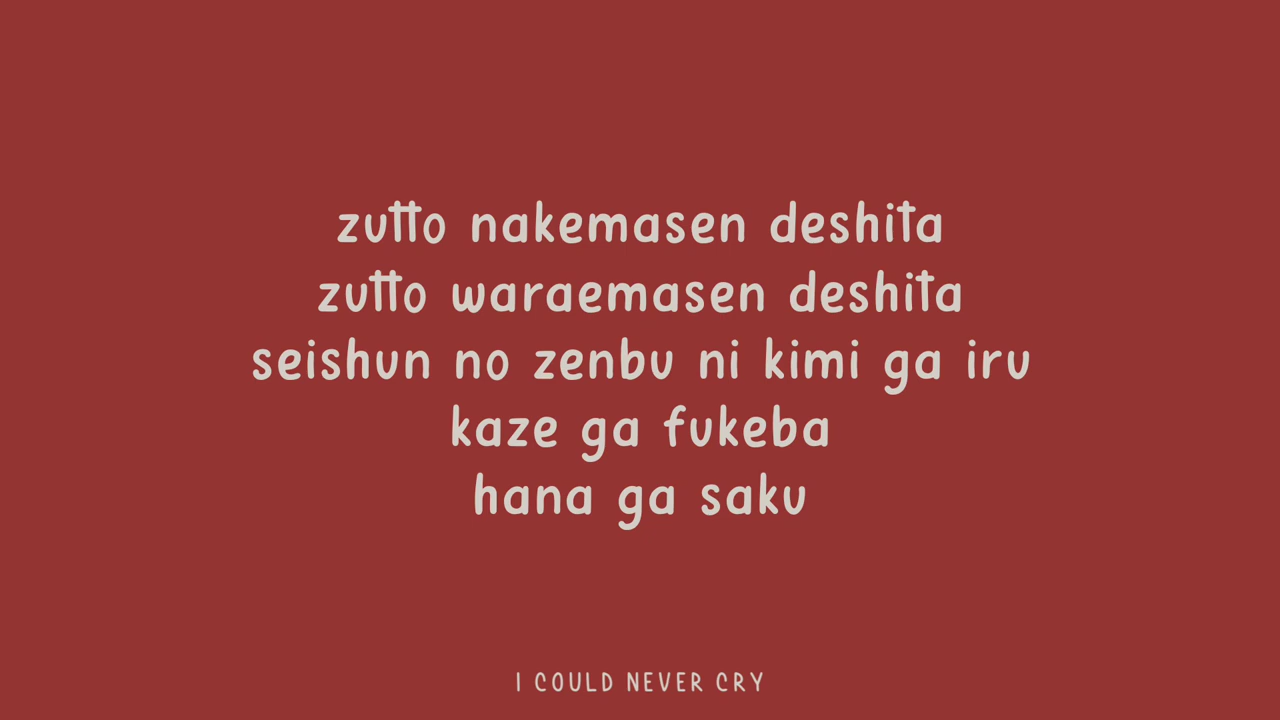 zutto nakemasen deshita
zutto waraemasen deshita
seishun no zenbu ni kimi ga iru
kaze ga fukeba
hana ga saku
I COULD NEVER CRY